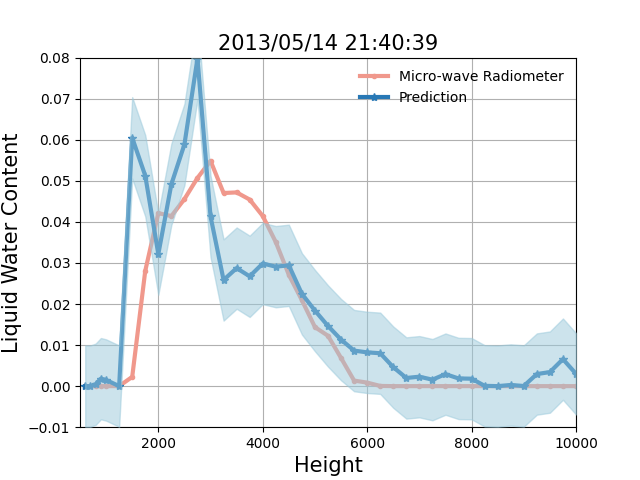 2013/05/14 21:40:39
Liquid Water Content
0.08
0.07
0.06
0.05
0.04
0.03
0.02
0.01
0.00
−0.01
Micro-wave Radiometer
Prediction
2000 4000 6000 8000 10000
Height